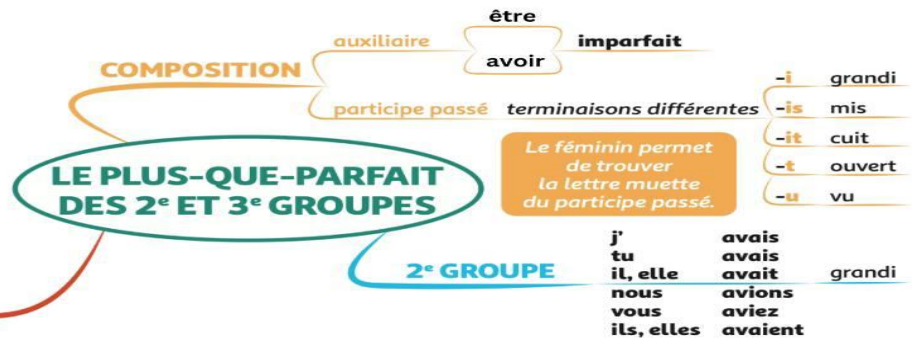 être
auxiliaire
avoir
imparfait
COMPOSITION
participe passé terminaisons différentes
-i grandi
-is mis
-it cuit
-t ouvert
-u vu
Le féminin permet
de trouver
la lettre muette
du participe passé.
LE PLUS-QUE-PARFAIT
DES 2e ET 3e GROUPES
2e GROUPE
j' avais
tu avais
il, elle avait grandi
nous avions
vous aviez
ils, elles avaient